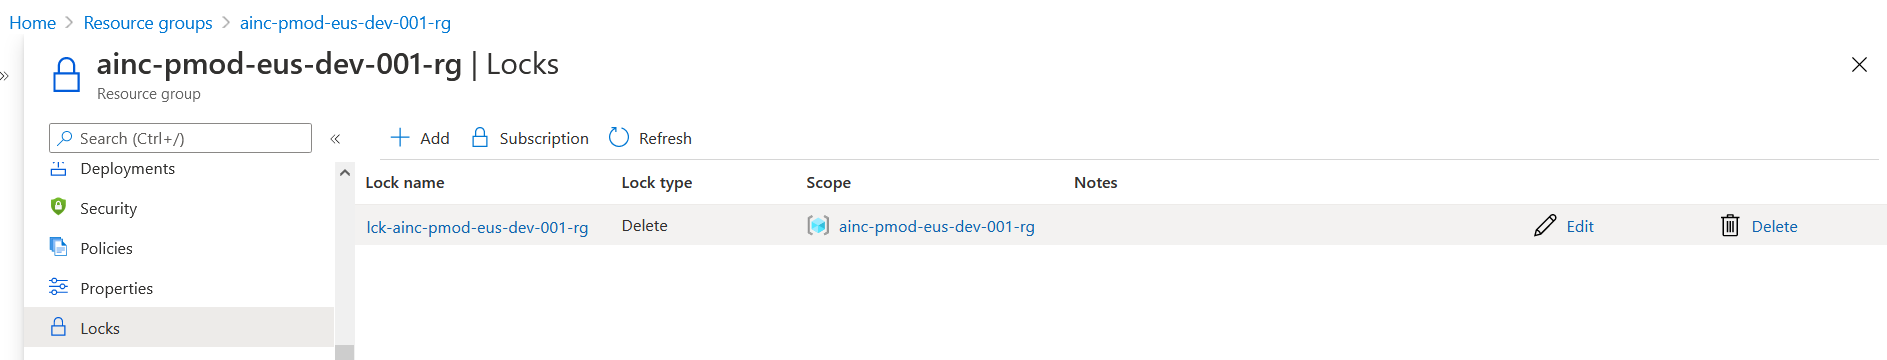 Home > Resource groups > ainc-pmod-eus-dev-001-rg
»
ainc-pmod-eus-dev-001-rg | Locks
Resource group
Search (Ctrl+/)
«
Add Subscription Refresh
Deployments
Security
Policies
Properties
Locks
Lock name Lock type Scope Notes
lck-ainc-pmod-eus-dev-001-rg Delete ainc-pmod-eus-dev-001-rg Edit Delete